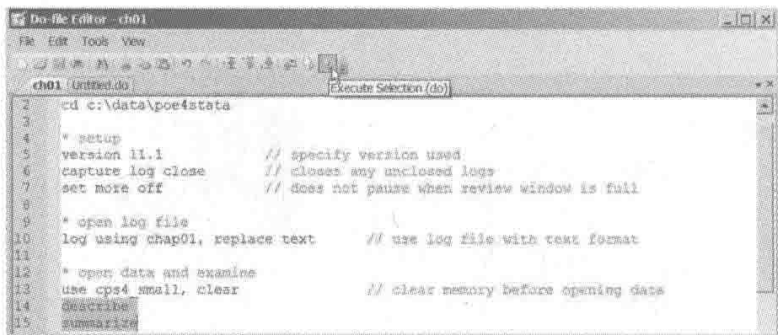 Do-file Editor - ch01
File Edit Tools View
ch01 Untitled.do
Execute Selection (do)
2 cd c:\data\poe4stata
3
4 * setup
5 version 11.1 // specify version used
6 capture log close // closes any unclosed logs
7 set more off // does not pause when review window is full
8
9 * open log file
10 log using chap01, replace text // use log file with text format
11
12 * open data and examine
13 use cps4_small, clear // clear memory before opening data
14 describe
15 summarize